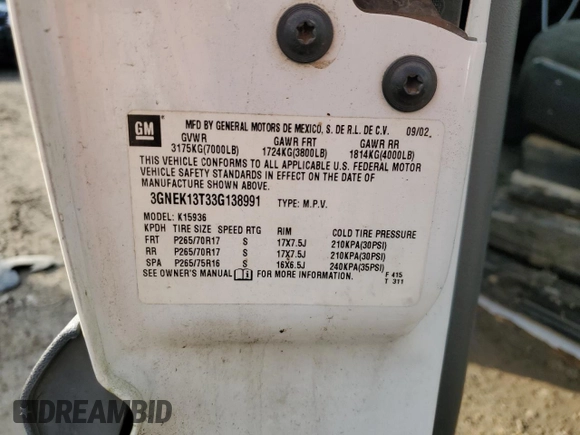 GM
MFD BY GENERAL MOTORS DE MEXICO, S. DE R.L. DE C.V. 09/02
GVWR GAWR FRT GAWR RR
3175KG(7000LB) 1724KG(3800LB) 1814KG(4000LB)
THIS VEHICLE CONFORMS TO ALL APPLICABLE U.S. FEDERAL MOTOR
VEHICLE SAFETY STANDARDS IN EFFECT ON THE DATE OF
MANUFACTURE SHOWN ABOVE.
3GNEK13T33G138991 TYPE: M.P.V.
MODEL: K15936
KPDH TIRE SIZE SPEED RTG RIM COLD TIRE PRESSURE
FRT P265/70R17 S 17X7.5J 210KPA(30PSI)
RR P265/70R17 S 17X7.5J 210KPA(30PSI)
SPA P265/75R16 S 16X6.5J 240KPA(35PSI)
SEE OWNER'S MANUAL FOR MORE INFORMATION.
F 415
T 311
DREAMBID